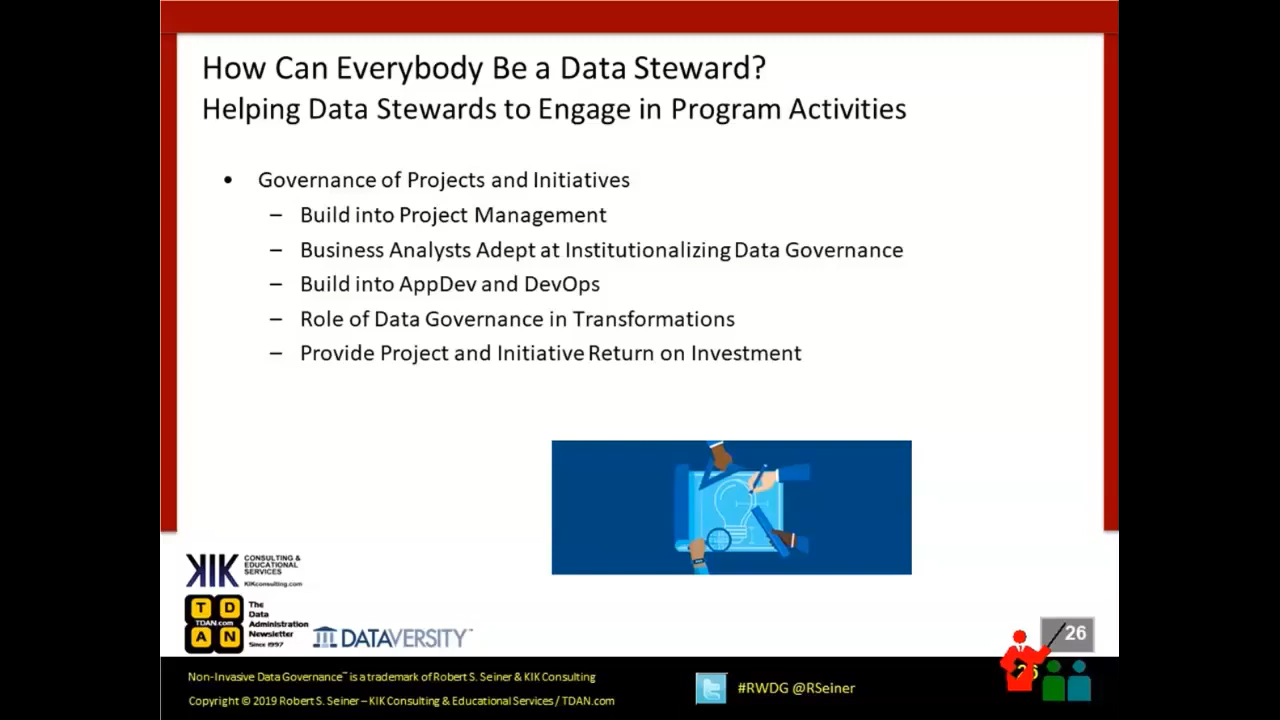 How Can Everybody Be a Data Steward?
Helping Data Stewards to Engage in Program Activities
• Governance of Projects and Initiatives
– Build into Project Management
– Business Analysts Adept at Institutionalizing Data Governance
– Build into AppDev and DevOps
– Role of Data Governance in Transformations
– Provide Project and Initiative Return on Investment
KIK CONSULTING &
EDUCATIONAL
SERVICES
KIKconsulting.com
T D
TDAN.com
A N
The
Data
Administration
Newsletter
Since 1997
DATAVERSITY™
26
Non-Invasive Data Governance™ is a trademark of Robert S. Seiner & KIK Consulting
Copyright © 2019 Robert S. Seiner – KIK Consulting & Educational Services / TDAN.com
#RWDG @RSeiner